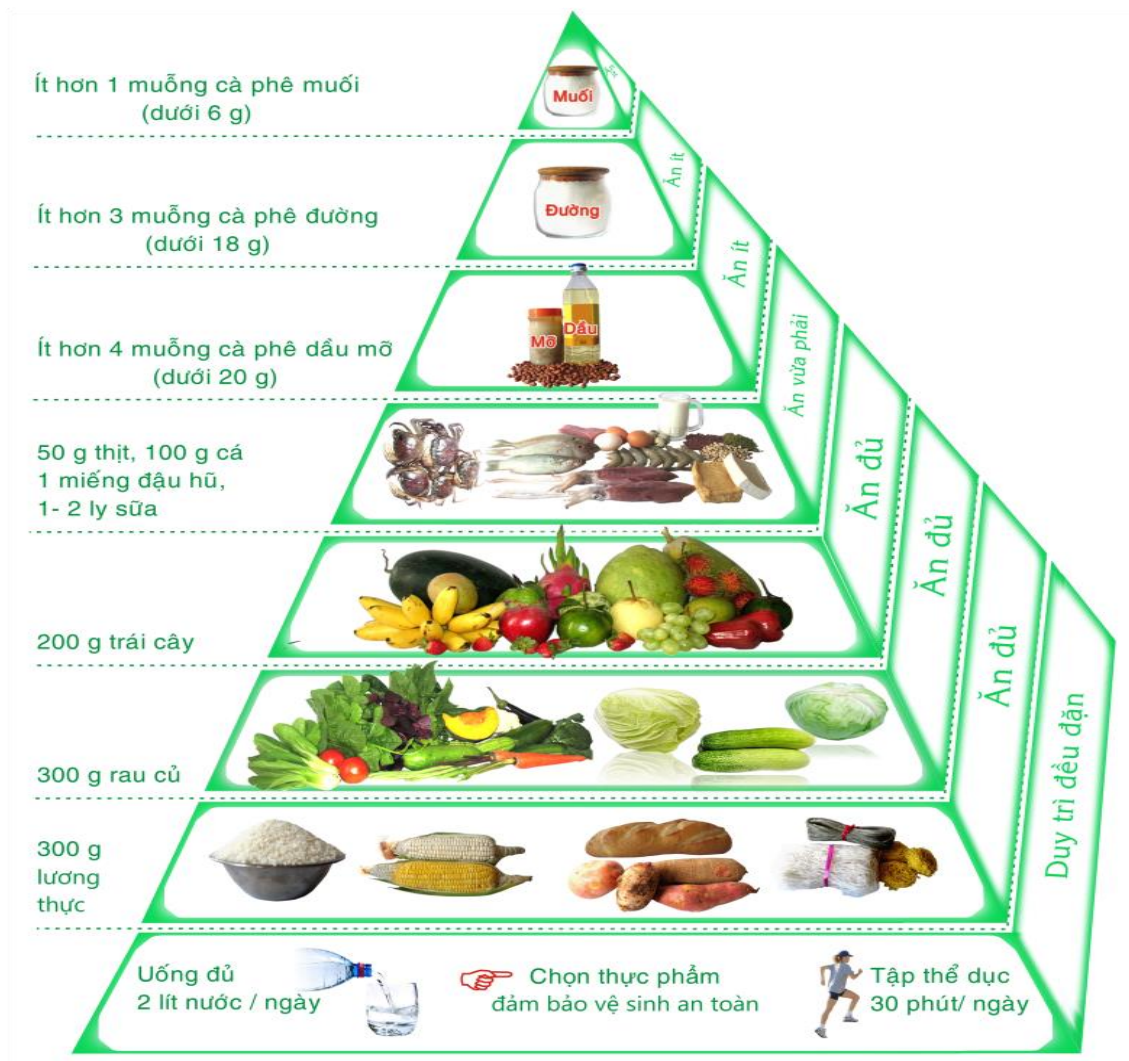 Ít hơn 1 muỗng cà phê muối
(dưới 6 g)
Muối
Ăn ít
Ít hơn 3 muỗng cà phê đường
(dưới 18 g)
Đường
Ăn ít
Ít hơn 4 muỗng cà phê dầu mỡ
(dưới 20 g)
Mỡ
Dầu
Ăn vừa phải
50 g thịt, 100 g cá
1 miếng đậu hũ,
1- 2 ly sữa
Ăn đủ
200 g trái cây
Ăn đủ
300 g rau củ
Ăn đủ
300 g
lương
thực
Duy trì đều đặn
Uống đủ
2 lít nước / ngày
Chọn thực phẩm
đảm bảo vệ sinh an toàn
Tập thể dục
30 phút/ ngày